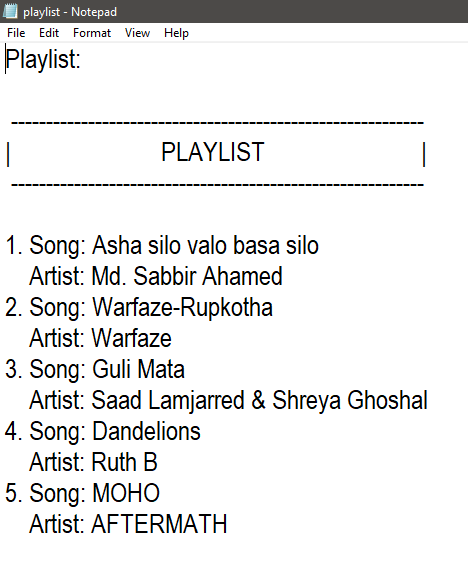 playlist - Notepad
File Edit Format View Help
Playlist:
-----------------------------------------------------------
| PLAYLIST |
-----------------------------------------------------------
1. Song: Asha silo valo basa silo
Artist: Md. Sabbir Ahamed
2. Song: Warfaze-Rupkotha
Artist: Warfaze
3. Song: Guli Mata
Artist: Saad Lamjarred & Shreya Ghoshal
4. Song: Dandelions
Artist: Ruth B
5. Song: MOHO
Artist: AFTERMATH